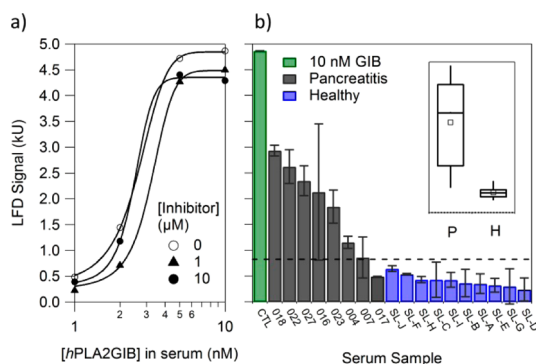 a)
LFD Signal (kU)
5.0
4.5
4.0
3.5
3.0
2.5
2.0
1.5
1.0
0.5
0.0
[Inhibitor]
(μM)
0
1
10
1 2 3 4 5 6 10
[hPLA2GIB] in serum (nM)
b)
10 nM GIB
Pancreatitis
Healthy
P H
CTL 018 022 027 016 023 004 007 017 SL-J SL-F SL-H SL-C SL-I SL-B SL-A SL-E SL-G SL-D
Serum Sample